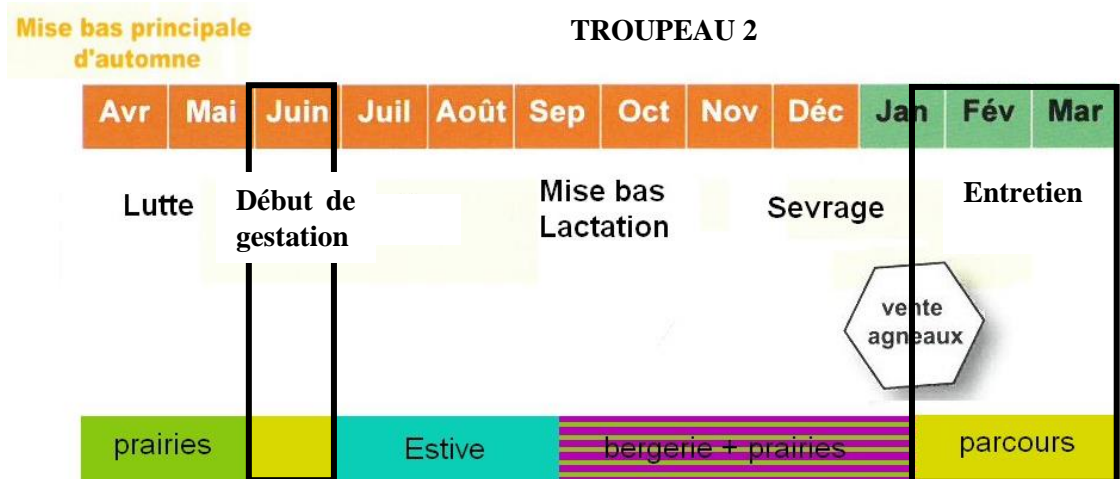 Mise bas principale
d'automne
TROUPEAU 2
Avr Mai Juin Juil Août Sep Oct Nov Déc Jan Fév Mar
Lutte
Début de
gestation
Mise bas
Lactation
Sevrage
Entretien
vente
agneaux
prairies Estive bergerie + prairies parcours